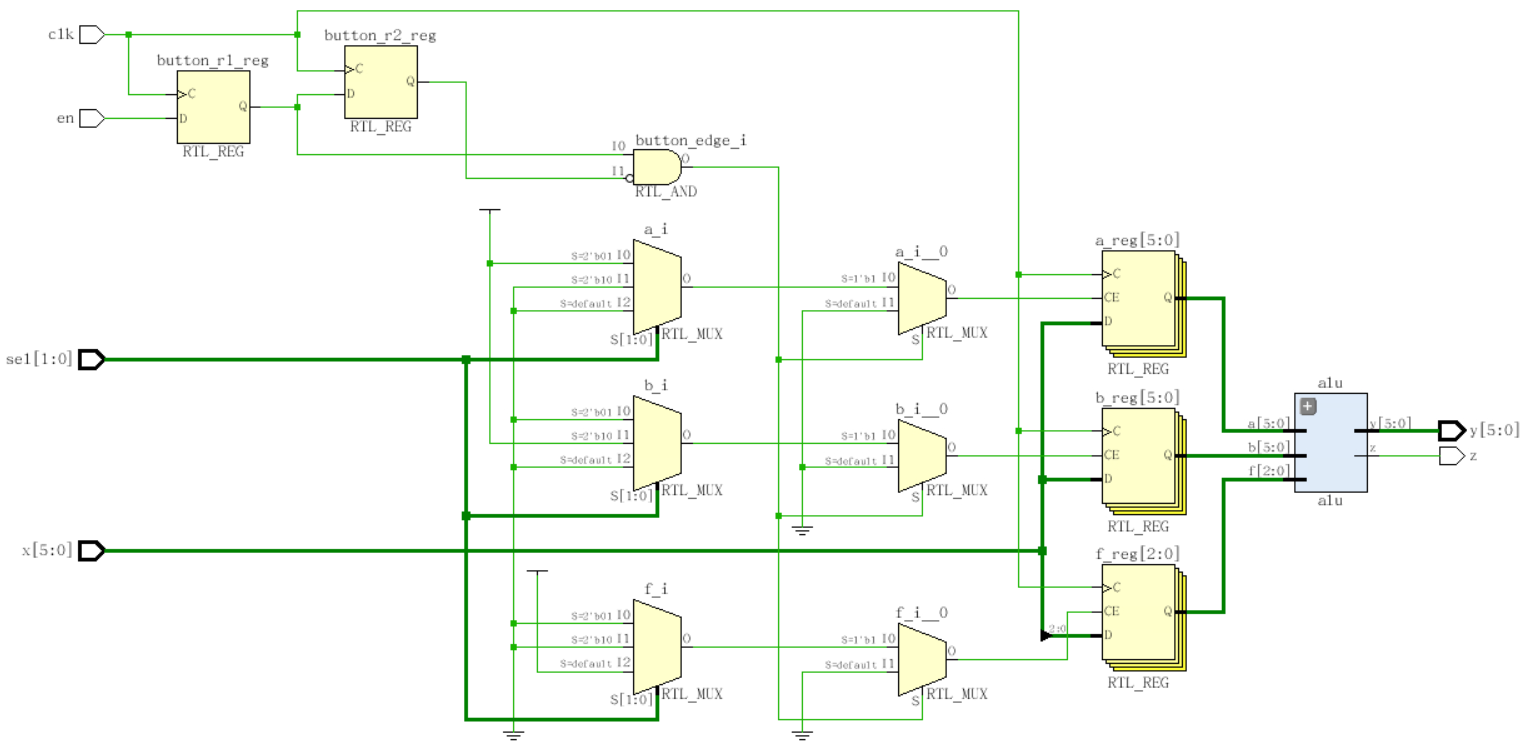 clk
button_r2_reg
button_r1_reg
C
Q
D
RTL_REG
C
Q
D
RTL_REG
en
button_edge_i
I0
I1
O
RTL_AND
a_i
S=2'b01 I0
S=2'b10 I1
S=default I2
O
S[1:0]
RTL_MUX
a_i__0
S=1'b1 I0
S=default I1
O
S
RTL_MUX
a_reg[5:0]
C
CE
Q
D
RTL_REG
sel[1:0]
b_i
S=2'b01 I0
S=2'b10 I1
S=default I2
O
S[1:0]
RTL_MUX
b_i__0
S=1'b1 I0
S=default I1
O
S
RTL_MUX
b_reg[5:0]
C
CE
Q
D
RTL_REG
alu
+
a[5:0]
b[5:0]
f[2:0]
y[5:0]
z
alu
y[5:0]
z
x[5:0]
f_i
S=2'b01 I0
S=2'b10 I1
S=default I2
O
S[1:0]
RTL_MUX
f_i__0
S=1'b1 I0
S=default I1
O
S
RTL_MUX
f_reg[2:0]
C
CE
Q
2:0
D
RTL_REG